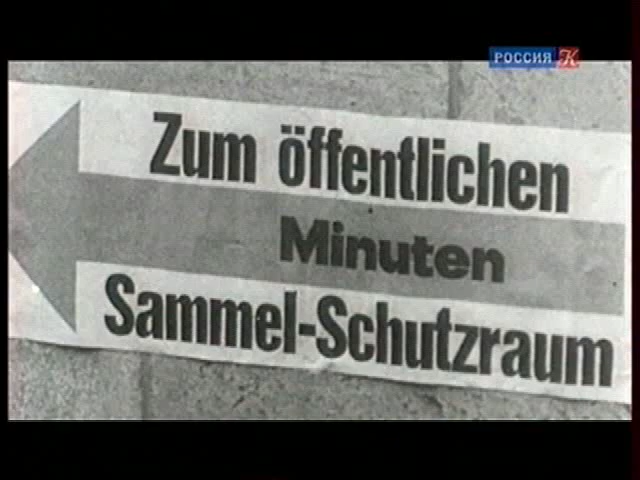 РОССИЯ К
Zum öffentlichen
Minuten
Sammel-Schutzraum